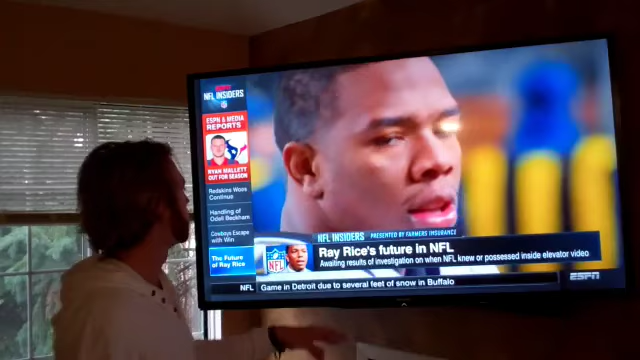 NFL INSIDERS
ESPN & MEDIA
REPORTS
RYAN MALLETT
OUT FOR SEASON
Redskins Woes
Continue
Handling of
Odell Beckham
Cowboys Escape
with Win
The Future
of Ray Rice
NFL INSIDERS PRESENTED BY FARMERS INSURANCE
NFL
Ray Rice's future in NFL
Awaiting results of investigation on when NFL knew or possessed inside elevator video
ESPN
NFL Game in Detroit due to several feet of snow in Buffalo